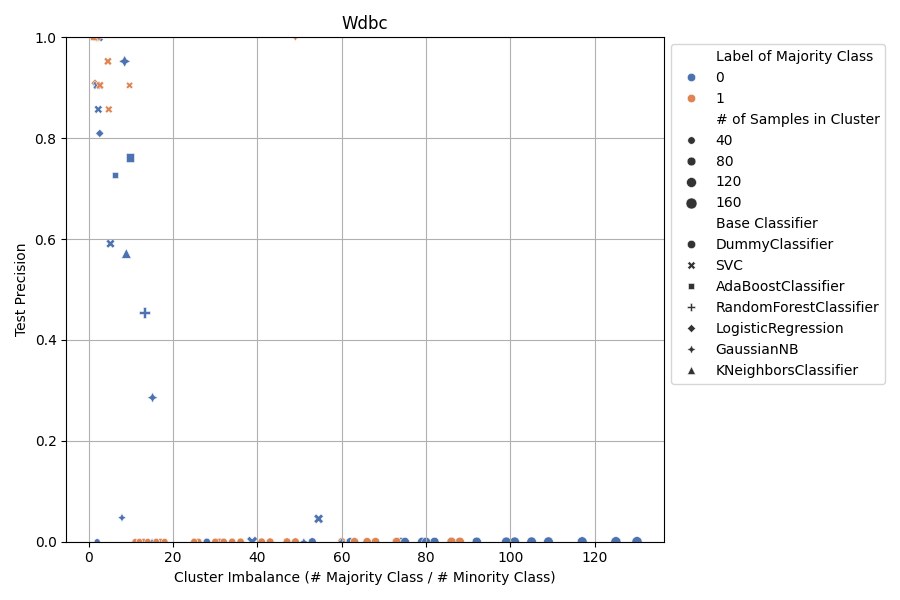 Wdbc
1.0
0.8
0.6
0.4
0.2
0.0
Test Precision
0 20 40 60 80 100 120
Cluster Imbalance (# Majority Class / # Minority Class)
Label of Majority Class
0
1
# of Samples in Cluster
40
80
120
160
Base Classifier
DummyClassifier
SVC
AdaBoostClassifier
RandomForestClassifier
LogisticRegression
GaussianNB
KNeighborsClassifier